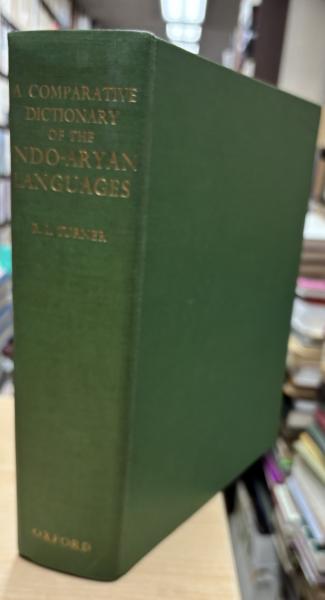 A COMPARATIVE
DICTIONARY
OF THE
INDO-ARYAN
LANGUAGES
R. L. TURNER
OXFORD